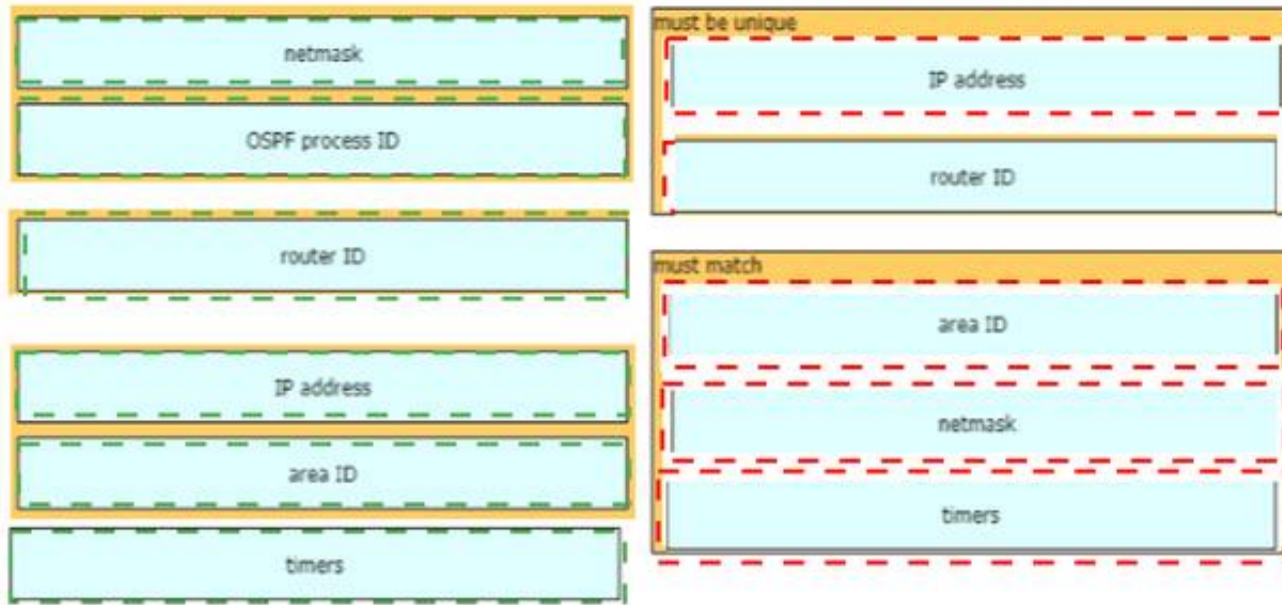 netmask
OSPF process ID
router ID
IP address
area ID
timers
must be unique
IP address
router ID
must match
area ID
netmask
timers